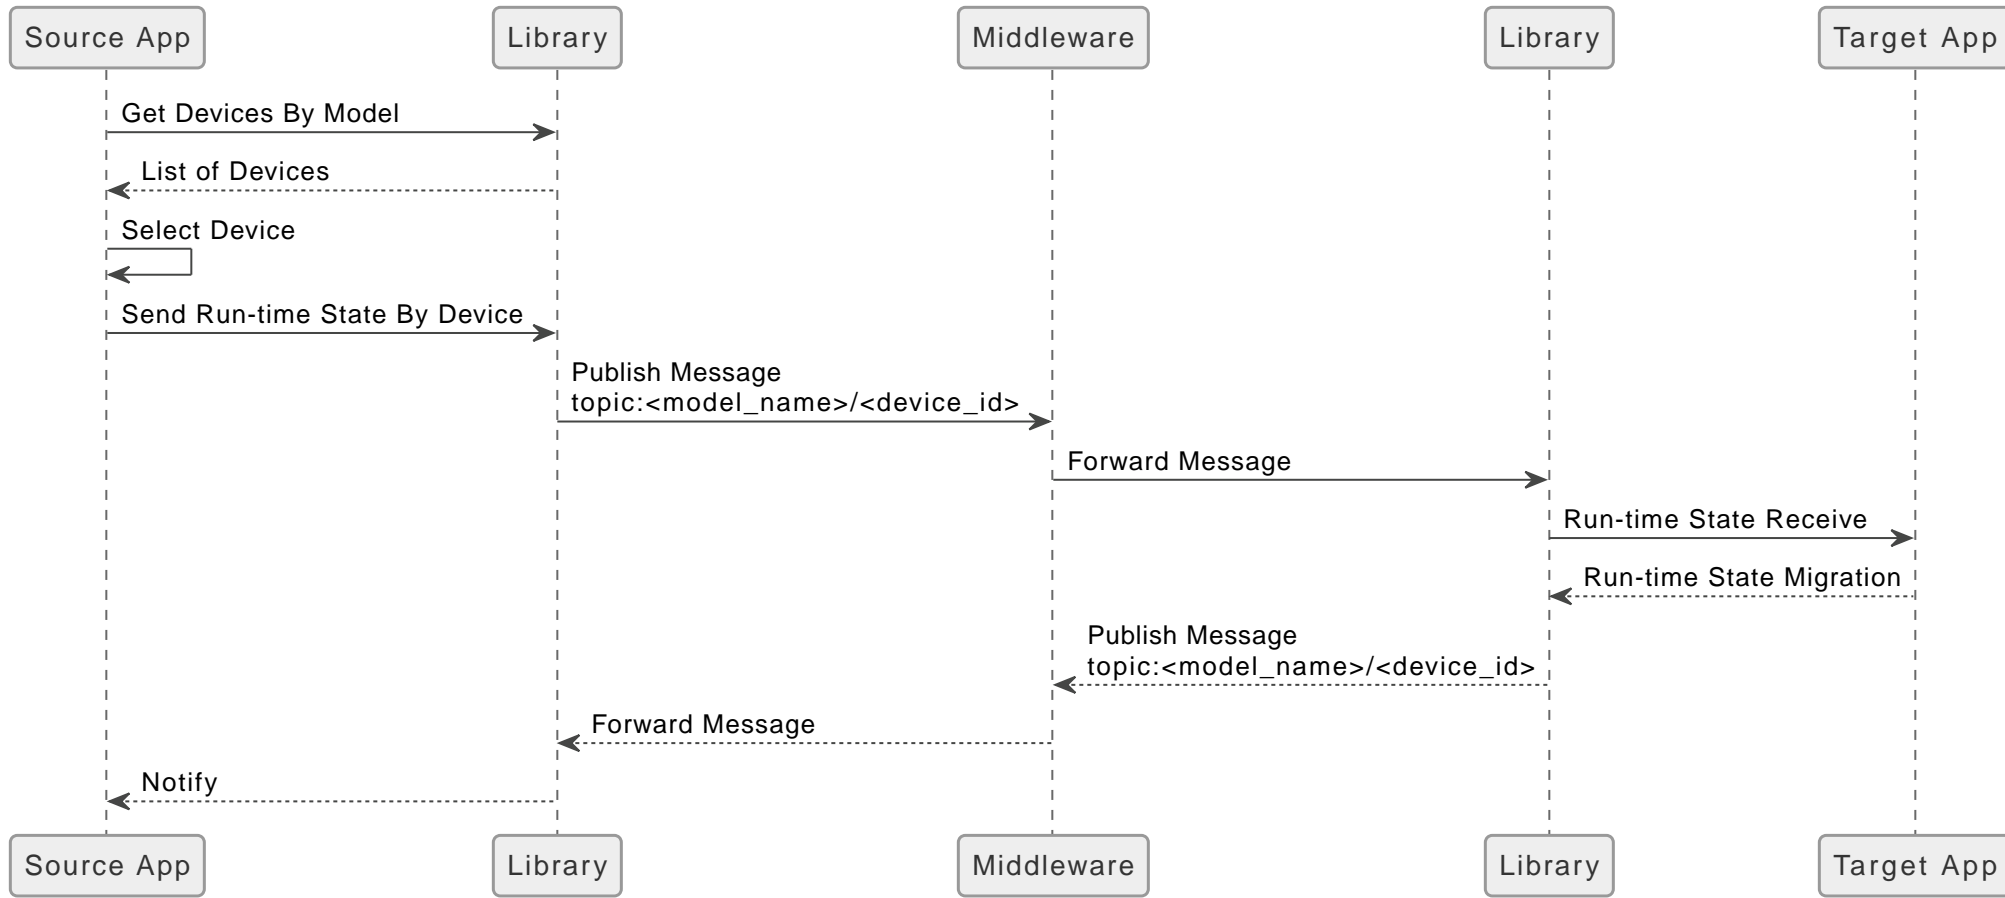 Source App
Library
Middleware
Library
Target App
Get Devices By Model
List of Devices
Select Device
Send Run-time State By Device
Publish Message
topic:<model_name>/<device_id>
Forward Message
Run-time State Receive
Run-time State Migration
Publish Message
topic:<model_name>/<device_id>
Forward Message
Notify
Source App
Library
Middleware
Library
Target App